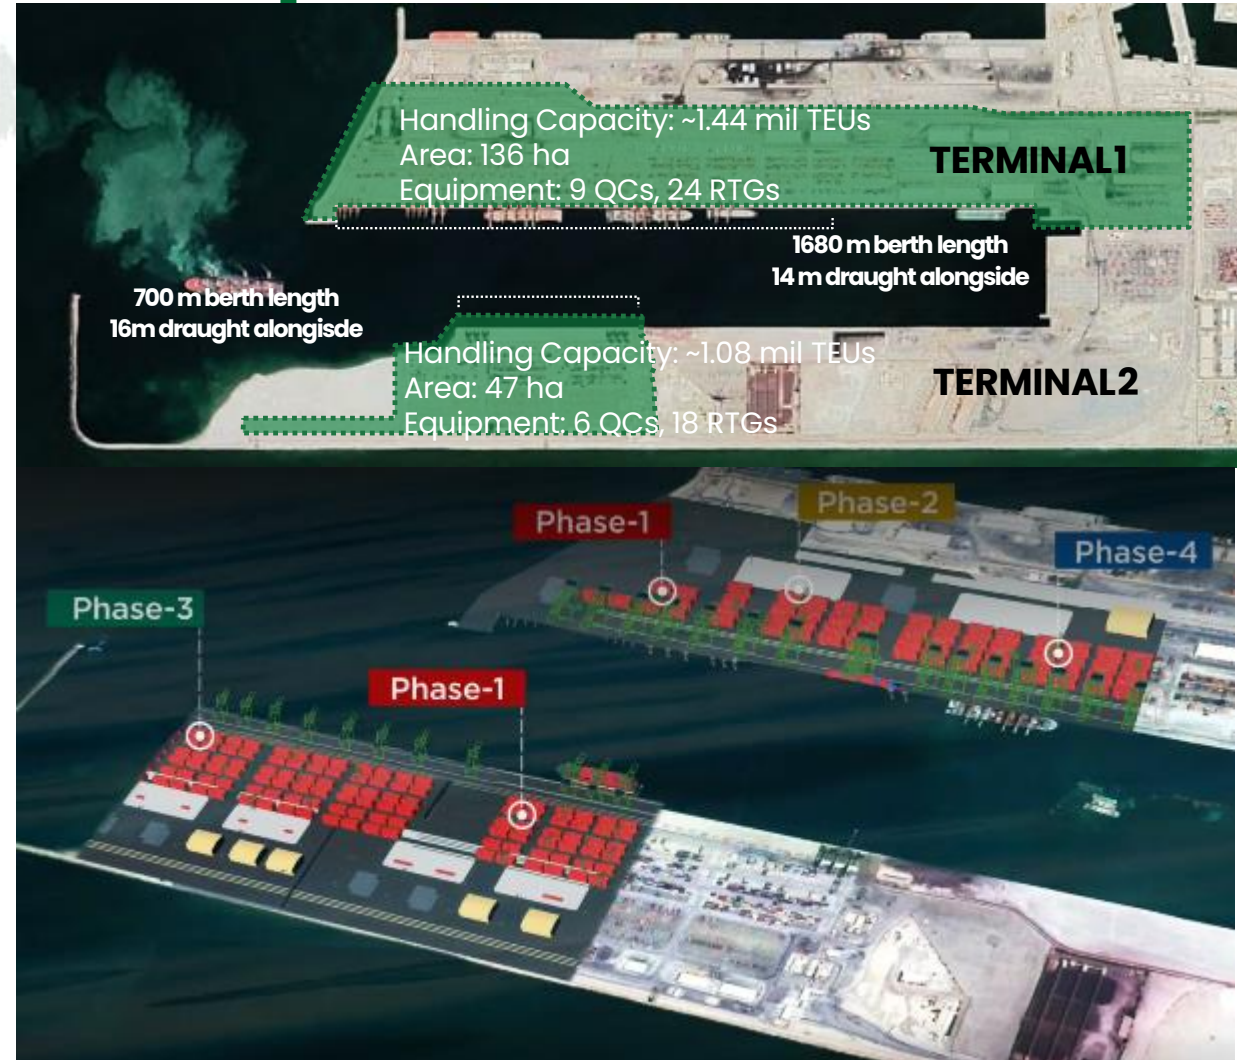 Handling Capacity: ~1.44 mil TEUs
Area: 136 ha
Equipment: 9 QCs, 24 RTGs
TERMINAL1
1680 m berth length
14 m draught alongside
700 m berth length
16m draught alongisde
Handling Capacity: ~1.08 mil TEUs
Area: 47 ha
Equipment: 6 QCs, 18 RTGs
TERMINAL2
Phase-1
Phase-2
Phase-4
Phase-3
Phase-1